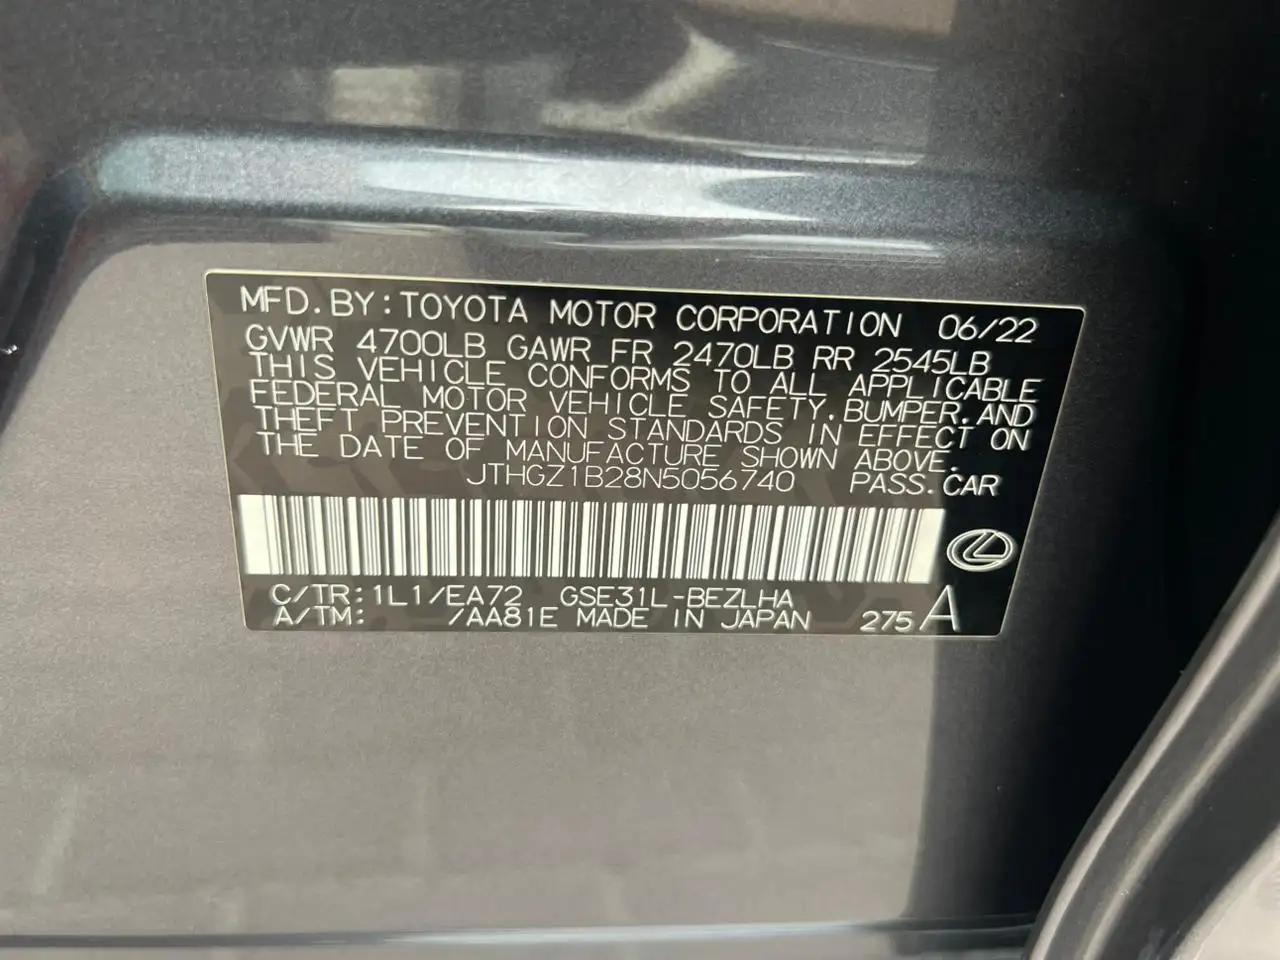 MFD.BY:TOYOTA MOTOR CORPORATION 06/22
GVWR 4700LB GAWR FR 2470LB RR 2545LB
THIS VEHICLE CONFORMS TO ALL APPLICABLE
FEDERAL MOTOR VEHICLE SAFETY,BUMPER,AND
THEFT PREVENTION STANDARDS IN EFFECT ON
THE DATE OF MANUFACTURE SHOWN ABOVE.
JTHGZ1B28N5056740 PASS.CAR
C/TR:1L1/EA72 GSE31L-BEZLHA
A/TM: /AA81E MADE IN JAPAN 275 A